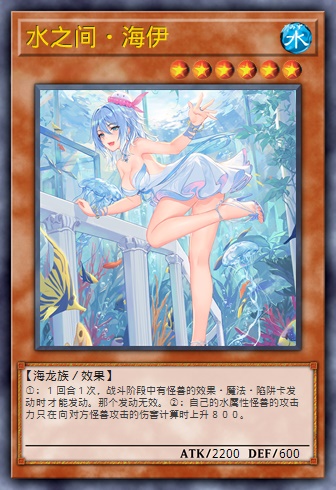 水之间·海伊
水
【海龙族／效果】
①：１回合１次，战斗阶段中有怪兽的效果·魔法·陷阱卡发
动时才能发动。那个发动无效。②：自己的水属性怪兽的攻击
力只在向对方怪兽攻击的伤害计算时上升８００。
ATK/2200 DEF/600